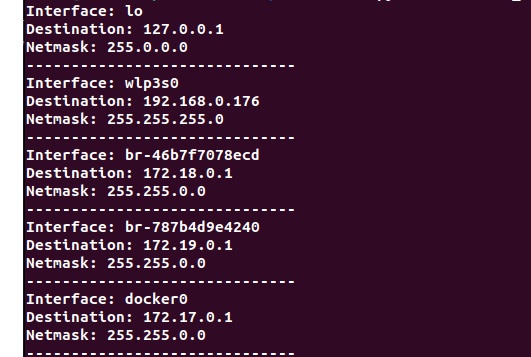 Interface: lo
Destination: 127.0.0.1
Netmask: 255.0.0.0
------------------------------
Interface: wlp3s0
Destination: 192.168.0.176
Netmask: 255.255.255.0
------------------------------
Interface: br-46b7f7078ecd
Destination: 172.18.0.1
Netmask: 255.255.0.0
------------------------------
Interface: br-787b4d9e4240
Destination: 172.19.0.1
Netmask: 255.255.0.0
------------------------------
Interface: docker0
Destination: 172.17.0.1
Netmask: 255.255.0.0
------------------------------